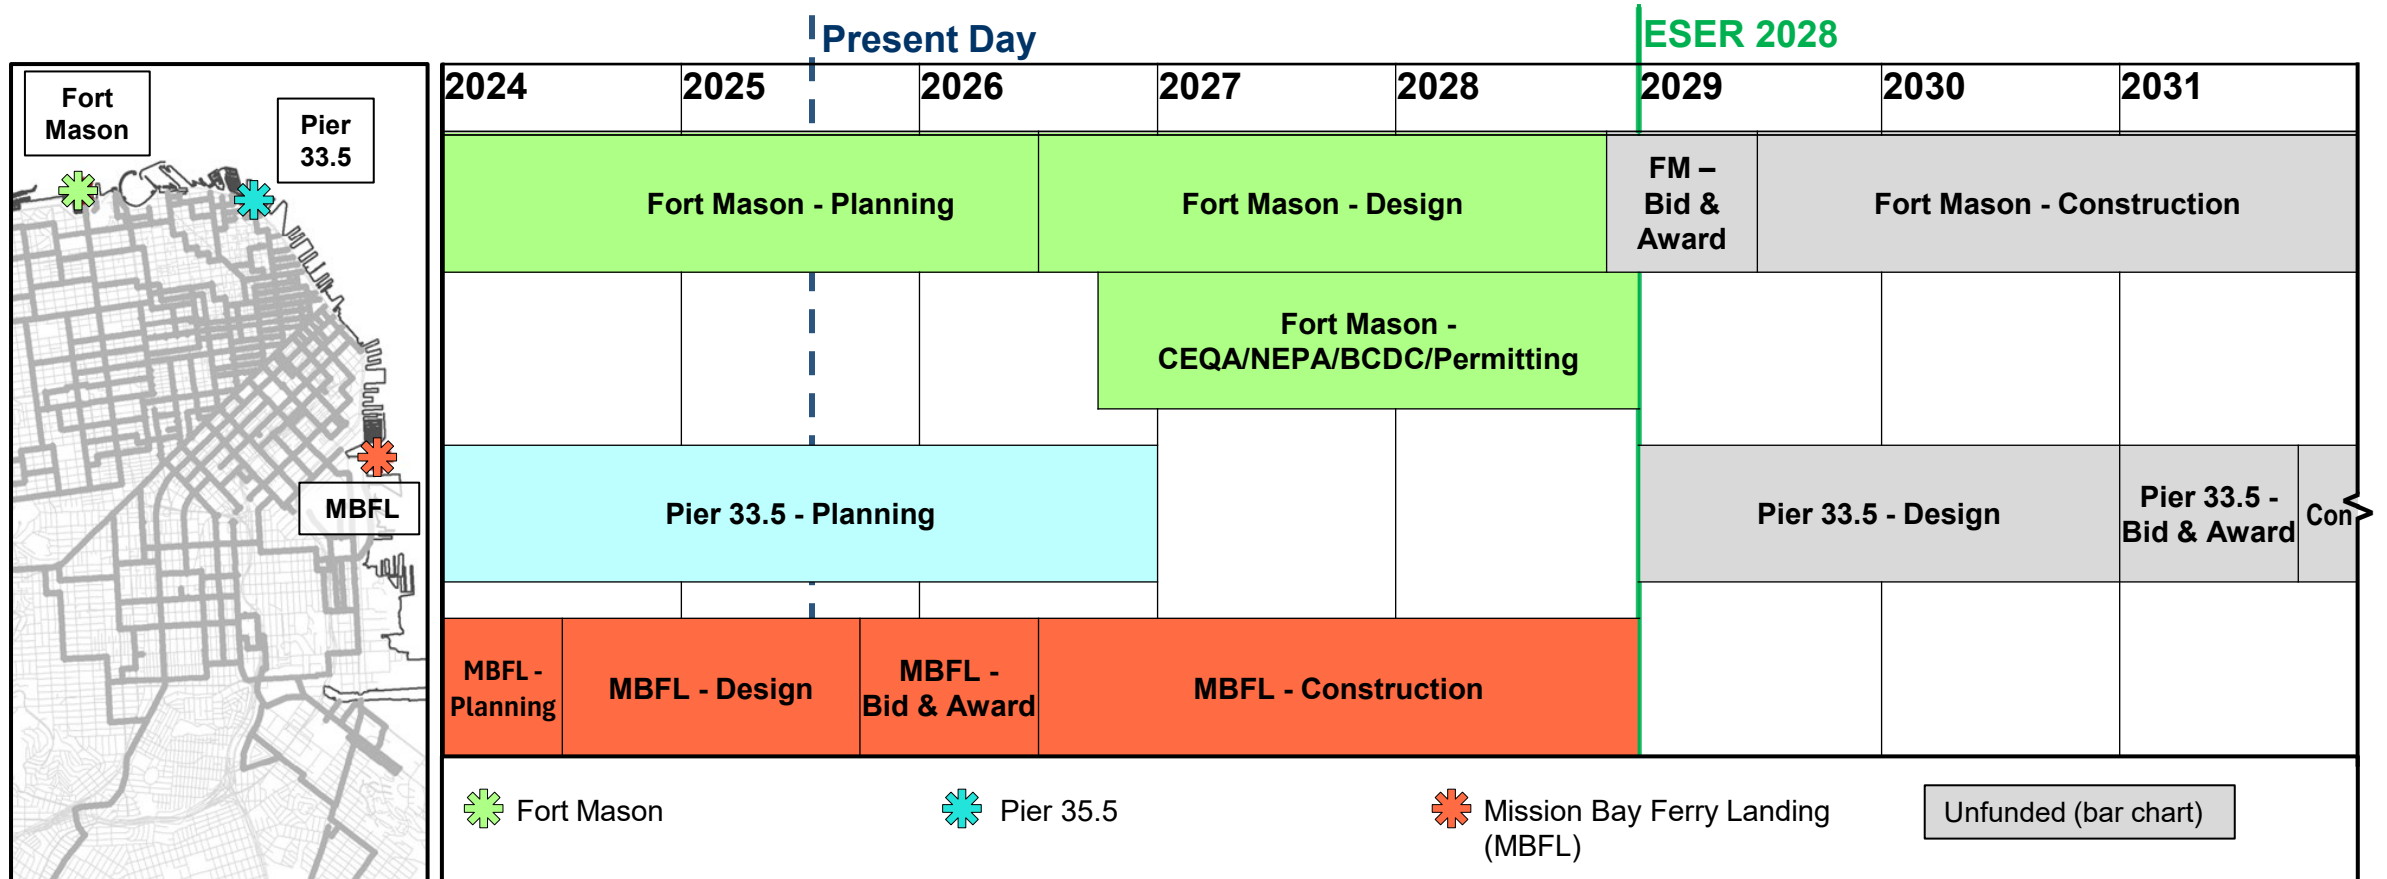 Present Day
ESER 2028
Fort
Mason
Pier
33.5
MBFL
2024 2025 2026 2027 2028 2029 2030 2031
Fort Mason - Planning
Fort Mason - Design
FM –
Bid &
Award
Fort Mason - Construction
Fort Mason -
CEQA/NEPA/BCDC/Permitting
Pier 33.5 - Planning
Pier 33.5 - Design
Pier 33.5 -
Bid & Award
Con
MBFL -
Planning
MBFL - Design
MBFL -
Bid & Award
MBFL - Construction
Fort Mason
Pier 35.5
Mission Bay Ferry Landing
(MBFL)
Unfunded (bar chart)